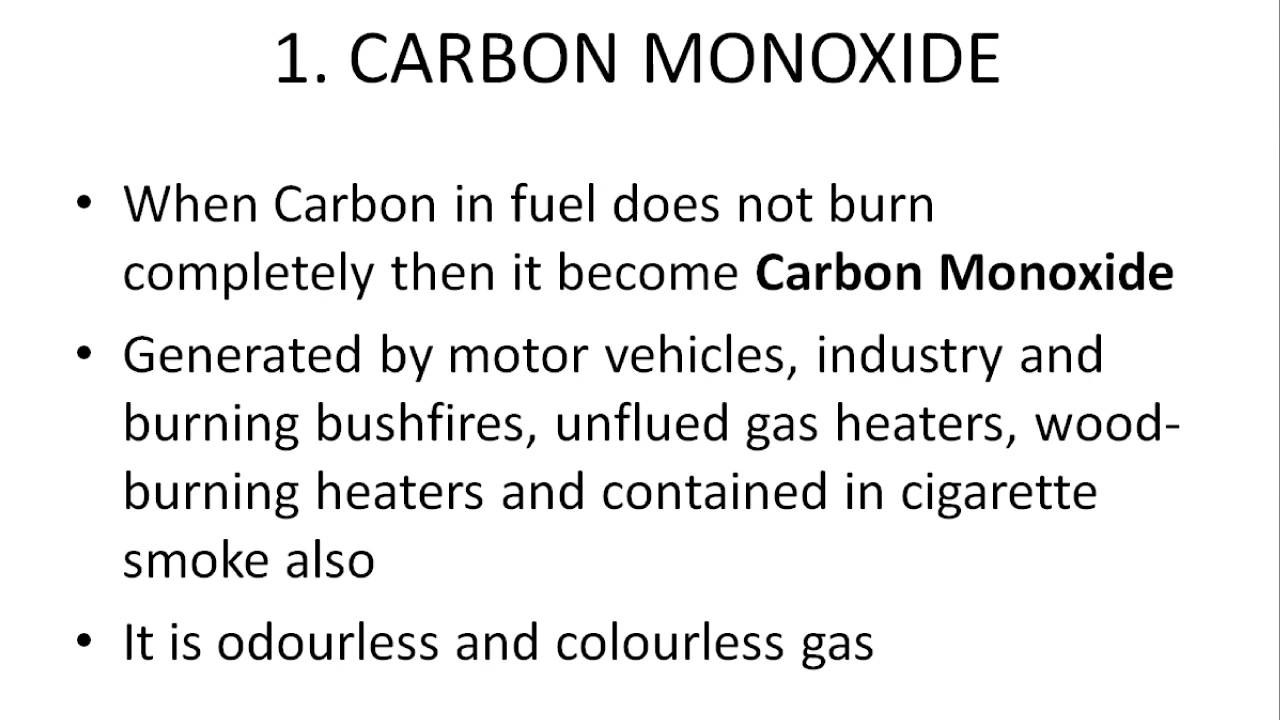 1. CARBON MONOXIDE
• When Carbon in fuel does not burn
completely then it become Carbon Monoxide
• Generated by motor vehicles, industry and
burning bushfires, unflued gas heaters, wood-
burning heaters and contained in cigarette
smoke also
• It is odourless and colourless gas